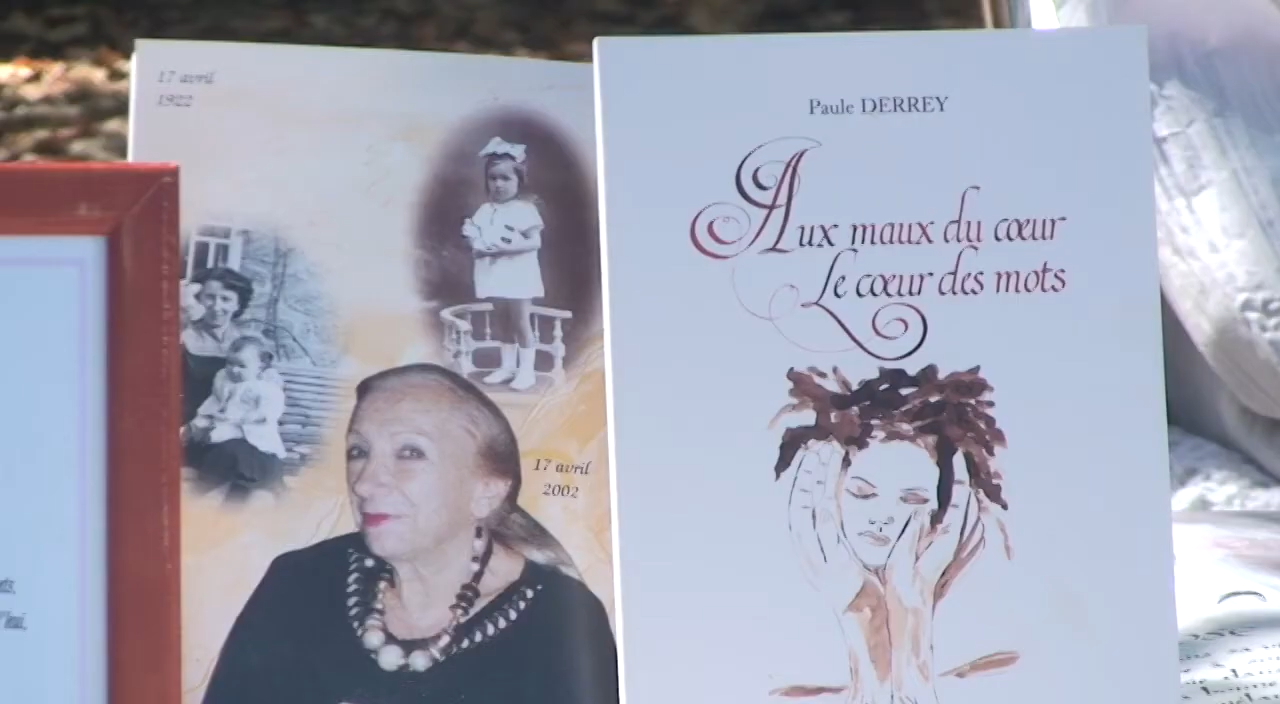 17 avril
1922
17 avril
2002
Paule DERREY
Aux maux du cœur
Le cœur des mots